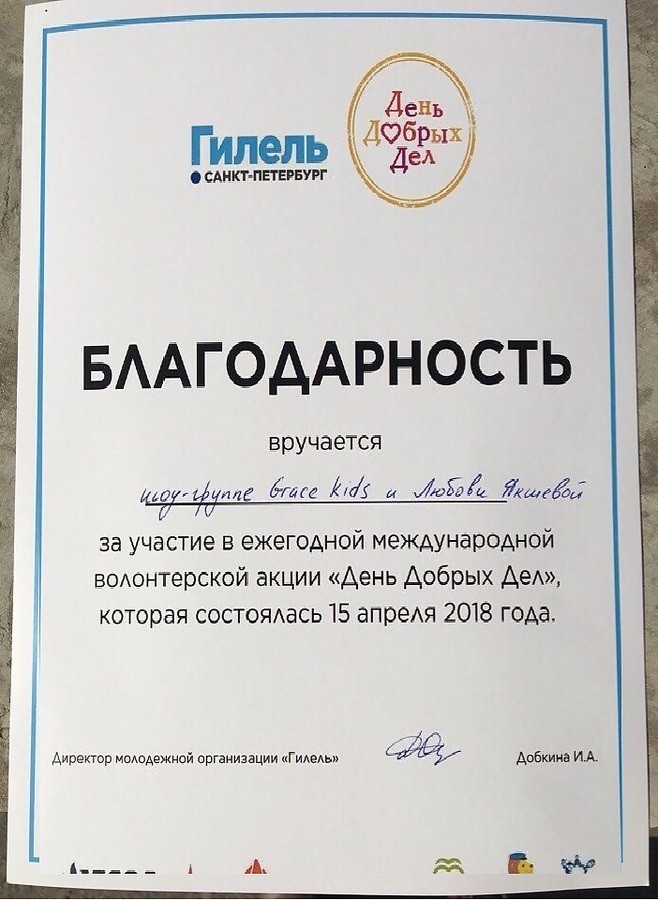 Гилель
САНКТ-ПЕТЕРБУРГ
День
Добрых
Дел
БЛАГОДАРНОСТЬ
вручается
шоу-группе Grace Kids и Любови Якшевой
за участие в ежегодной международной
волонтерской акции «День Добрых Дел»,
которая состоялась 15 апреля 2018 года.
Директор молодежной организации «Гилель»
Добкина И.А.